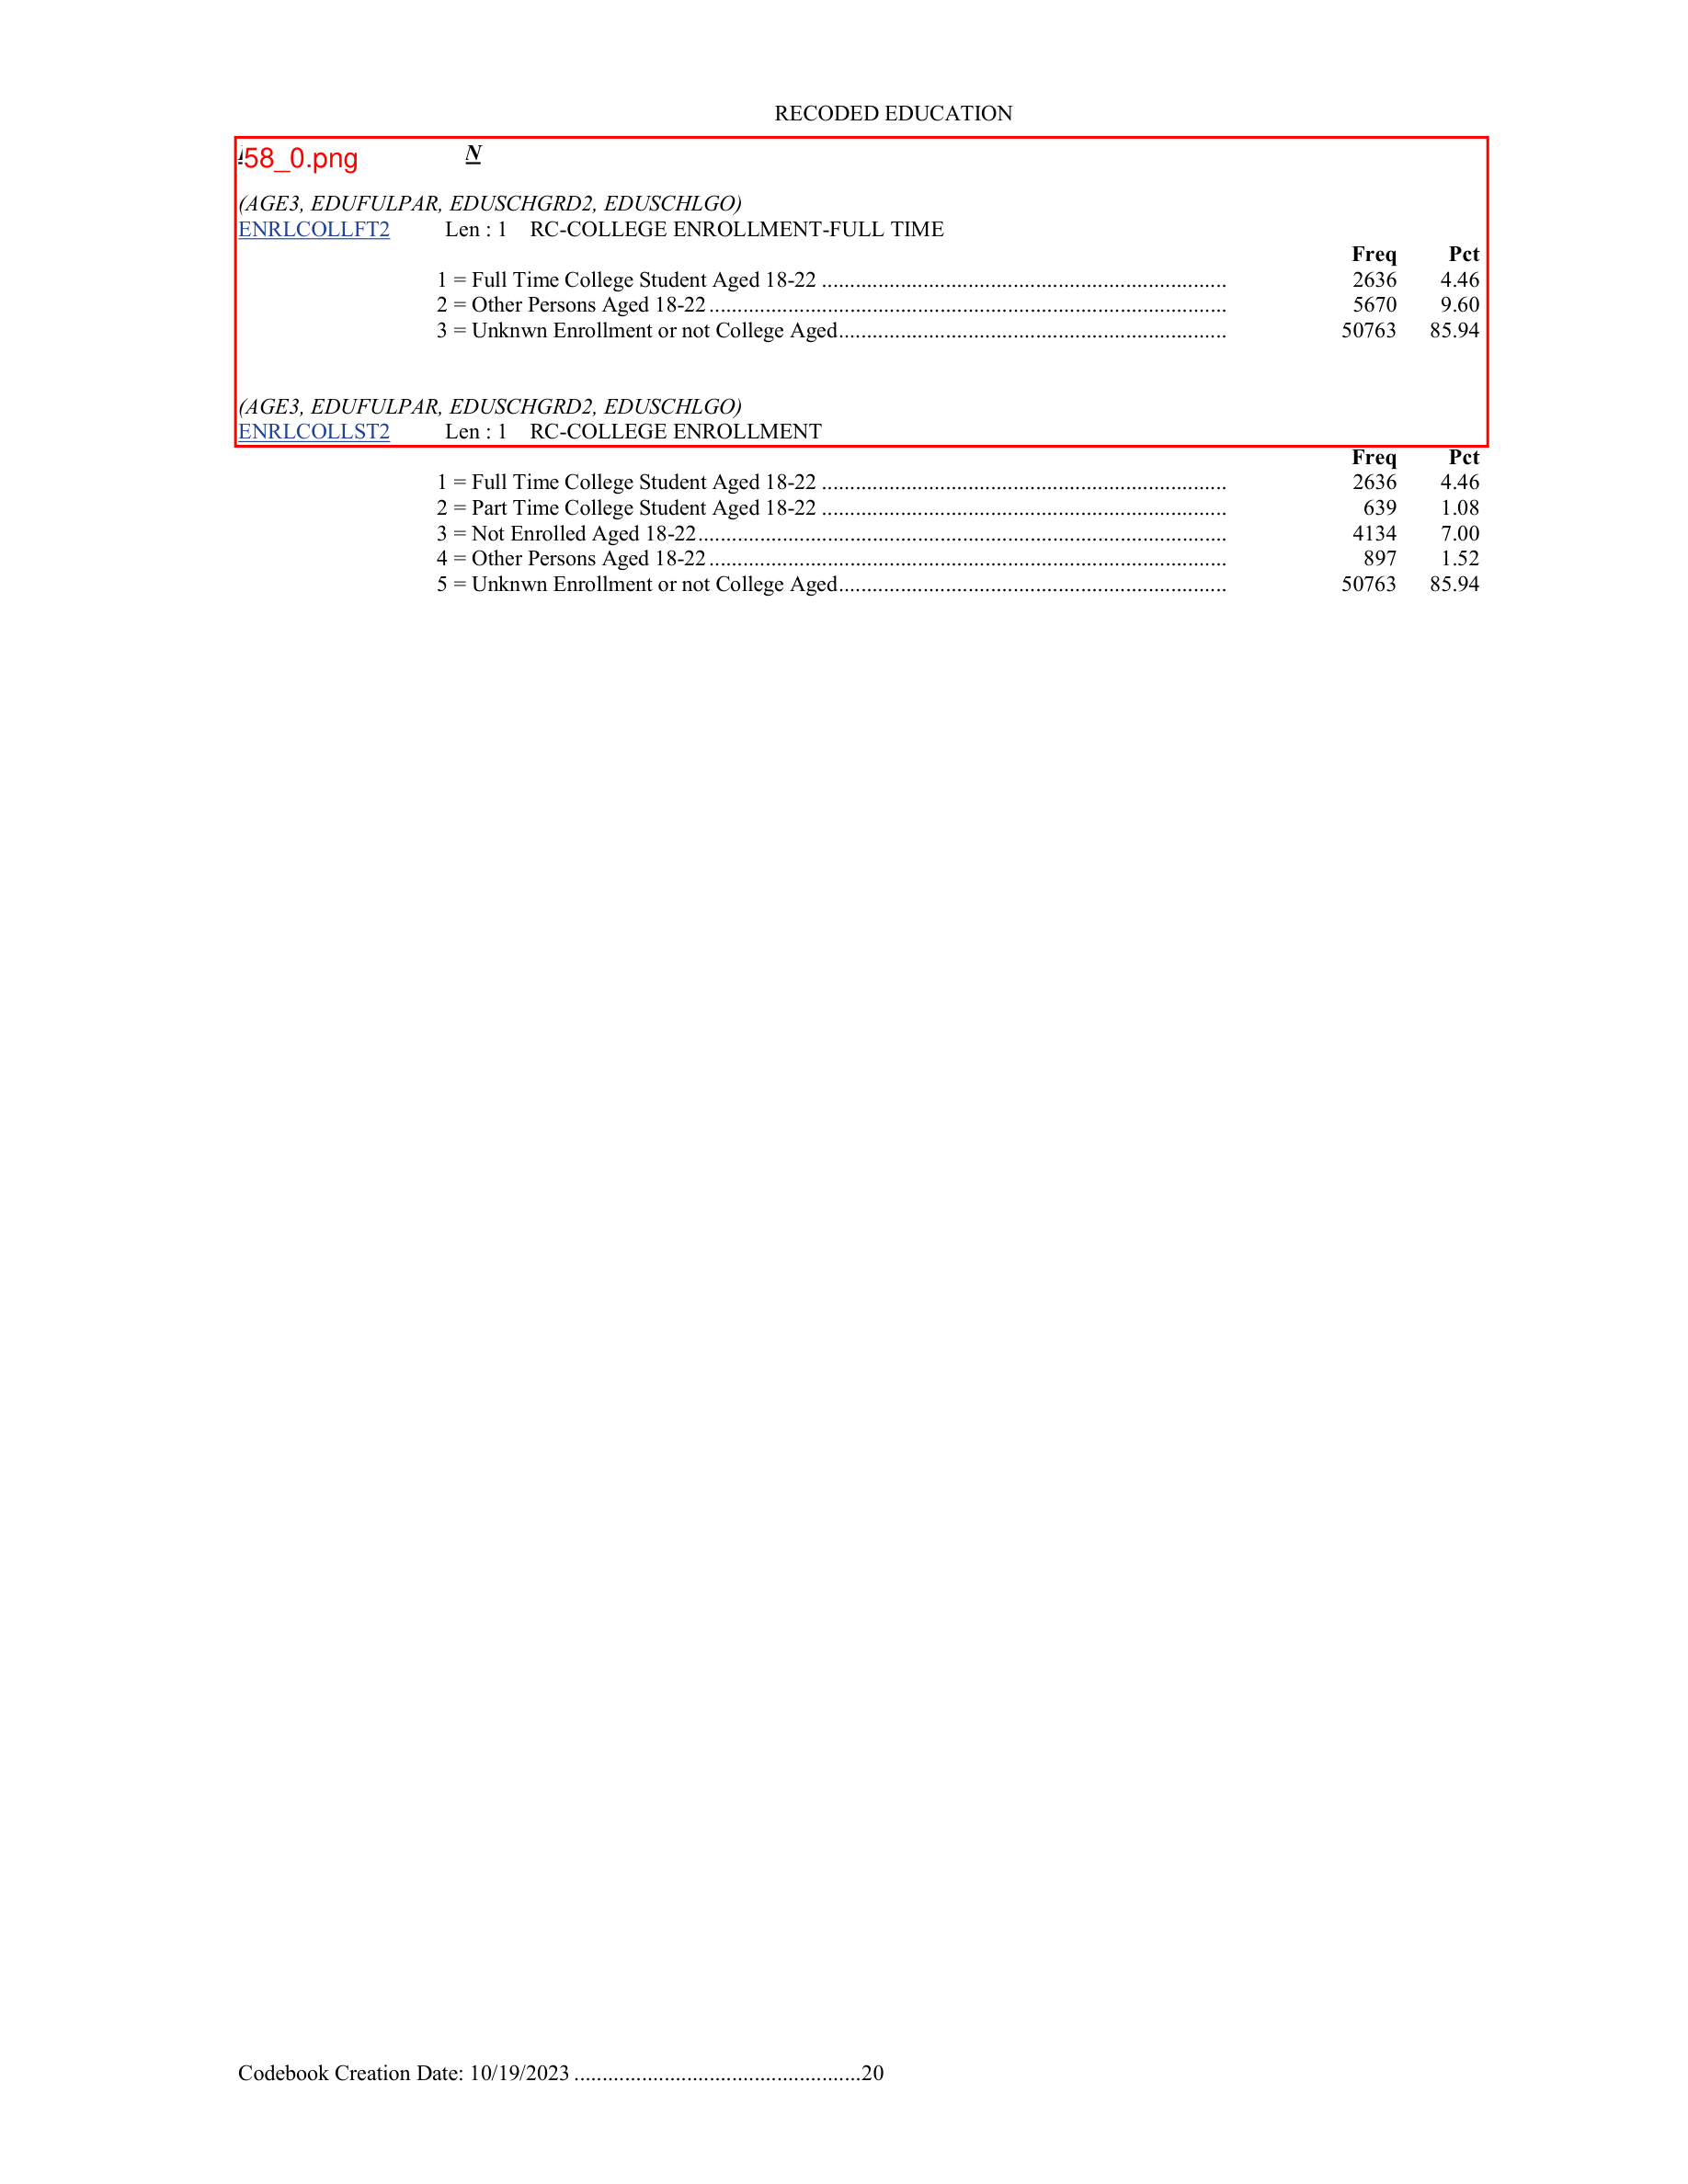 RECODED EDUCATION
58_0.png N
(AGE3, EDUFULPAR, EDUSCHGRD2, EDUSCHLGO)
ENRLCOLLFT2 Len : 1 RC-COLLEGE ENROLLMENT-FULL TIME
Freq Pct
1 = Full Time College Student Aged 18-22 ........................................................................ 2636 4.46
2 = Other Persons Aged 18-22 ............................................................................................ 5670 9.60
3 = Unknwn Enrollment or not College Aged..................................................................... 50763 85.94
(AGE3, EDUFULPAR, EDUSCHGRD2, EDUSCHLGO)
ENRLCOLLST2 Len : 1 RC-COLLEGE ENROLLMENT
Freq Pct
1 = Full Time College Student Aged 18-22 ........................................................................ 2636 4.46
2 = Part Time College Student Aged 18-22 ........................................................................ 639 1.08
3 = Not Enrolled Aged 18-22.............................................................................................. 4134 7.00
4 = Other Persons Aged 18-22 ............................................................................................ 897 1.52
5 = Unknwn Enrollment or not College Aged..................................................................... 50763 85.94
Codebook Creation Date: 10/19/2023 ...................................................20